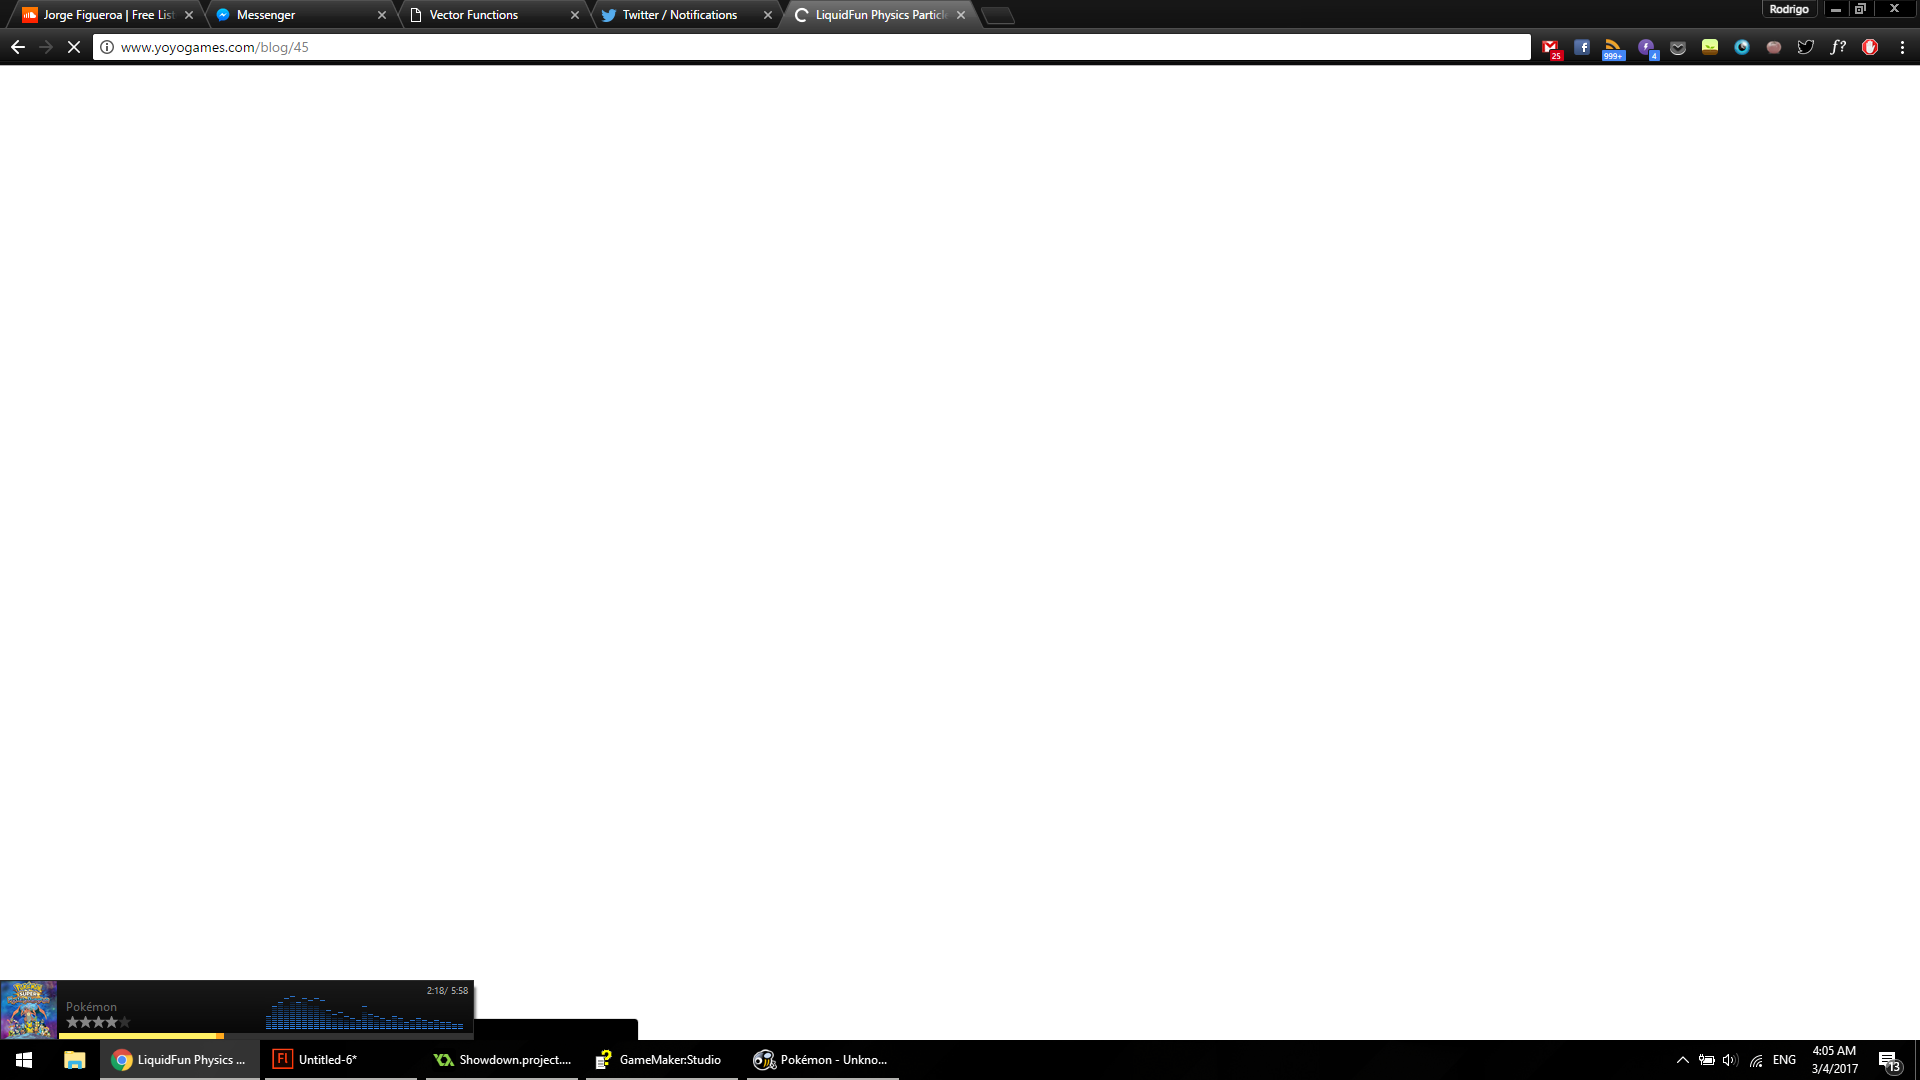 Jorge Figueroa | Free List
Messenger
Vector Functions
Twitter / Notifications
LiquidFun Physics Particl
Rodrigo
www.yoyogames.com/blog/45
25
999+
4
f?
2:18/ 5:58
Pokémon
LiquidFun Physics ...
Fl
Untitled-6*
Showdown.project....
GameMaker:Studio
Pokémon - Unkno...
ENG
4:05 AM
3/4/2017
13